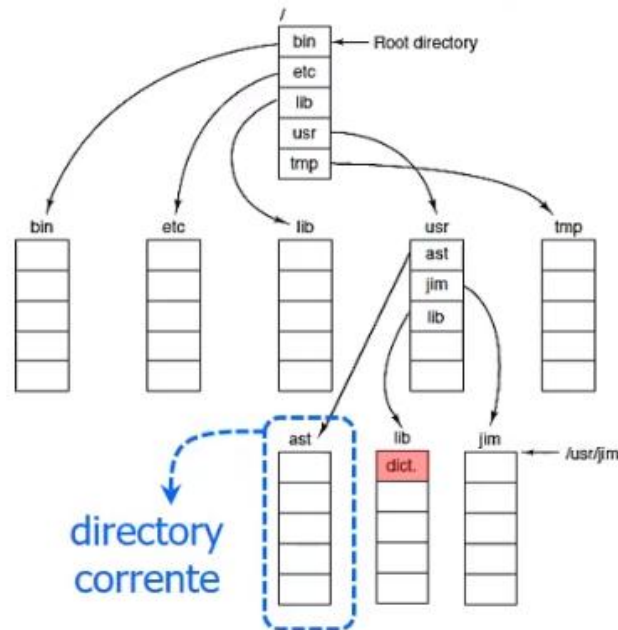 /
bin
Root directory
etc
lib
usr
tmp
bin
etc
lib
usr
tmp
ast
jim
lib
ast
lib
jim
dict.
/usr/jim
directory
corrente